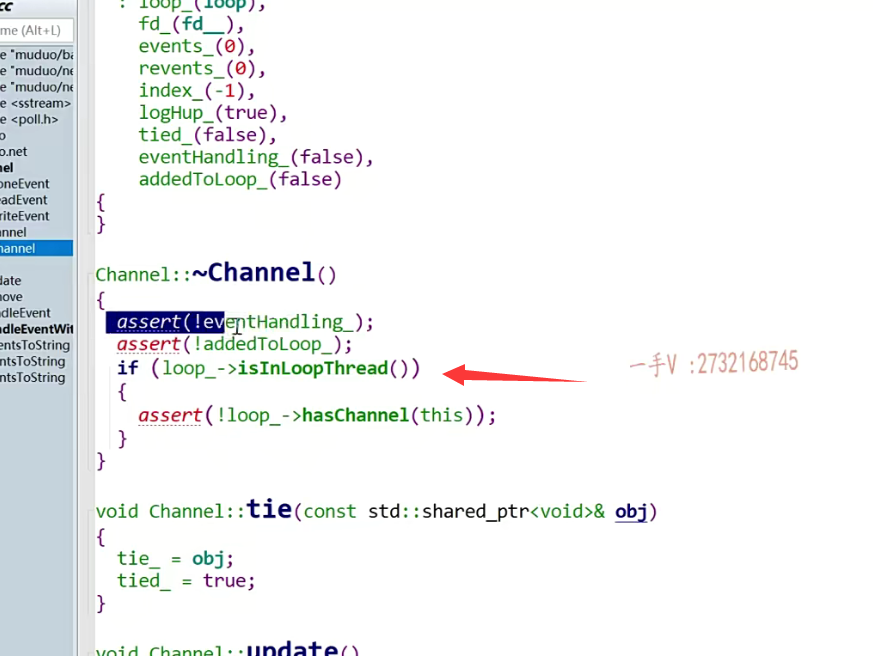 cc
me (Alt+L)
e "muduo/ba
e "muduo/ne
e "muduo/ne
e <sstream>
e <poll.h>
o
o.net
nel
oneEvent
eadEvent
riteEvent
annel
hannel
date
nove
ndleEvent
ndleEventWit
entsToString
entsToString
entsToString
: loop_(loop),
fd_(fd__),
events_(0),
revents_(0),
index_(-1),
logHup_(true),
tied_(false),
eventHandling_(false),
addedToLoop_(false)
{
}
Channel::~Channel()
{
assert(!eventHandling_);
assert(!addedToLoop_);
if (loop_->isInLoopThread())
{
assert(!loop_->hasChannel(this));
}
}
一手V :2732168745
void Channel::tie(const std::shared_ptr<void>& obj)
{
tie_ = obj;
tied_ = true;
}
void Channel::update()